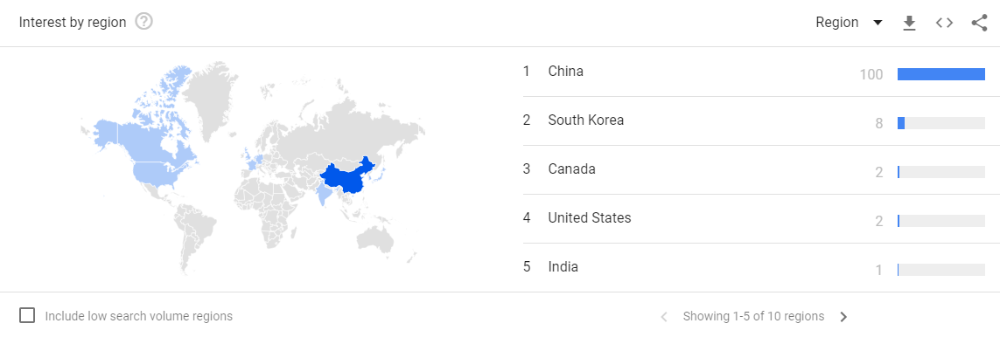 Interest by region
Region
1 China 100
2 South Korea 8
3 Canada 2
4 United States 2
5 India 1
Include low search volume regions
Showing 1-5 of 10 regions